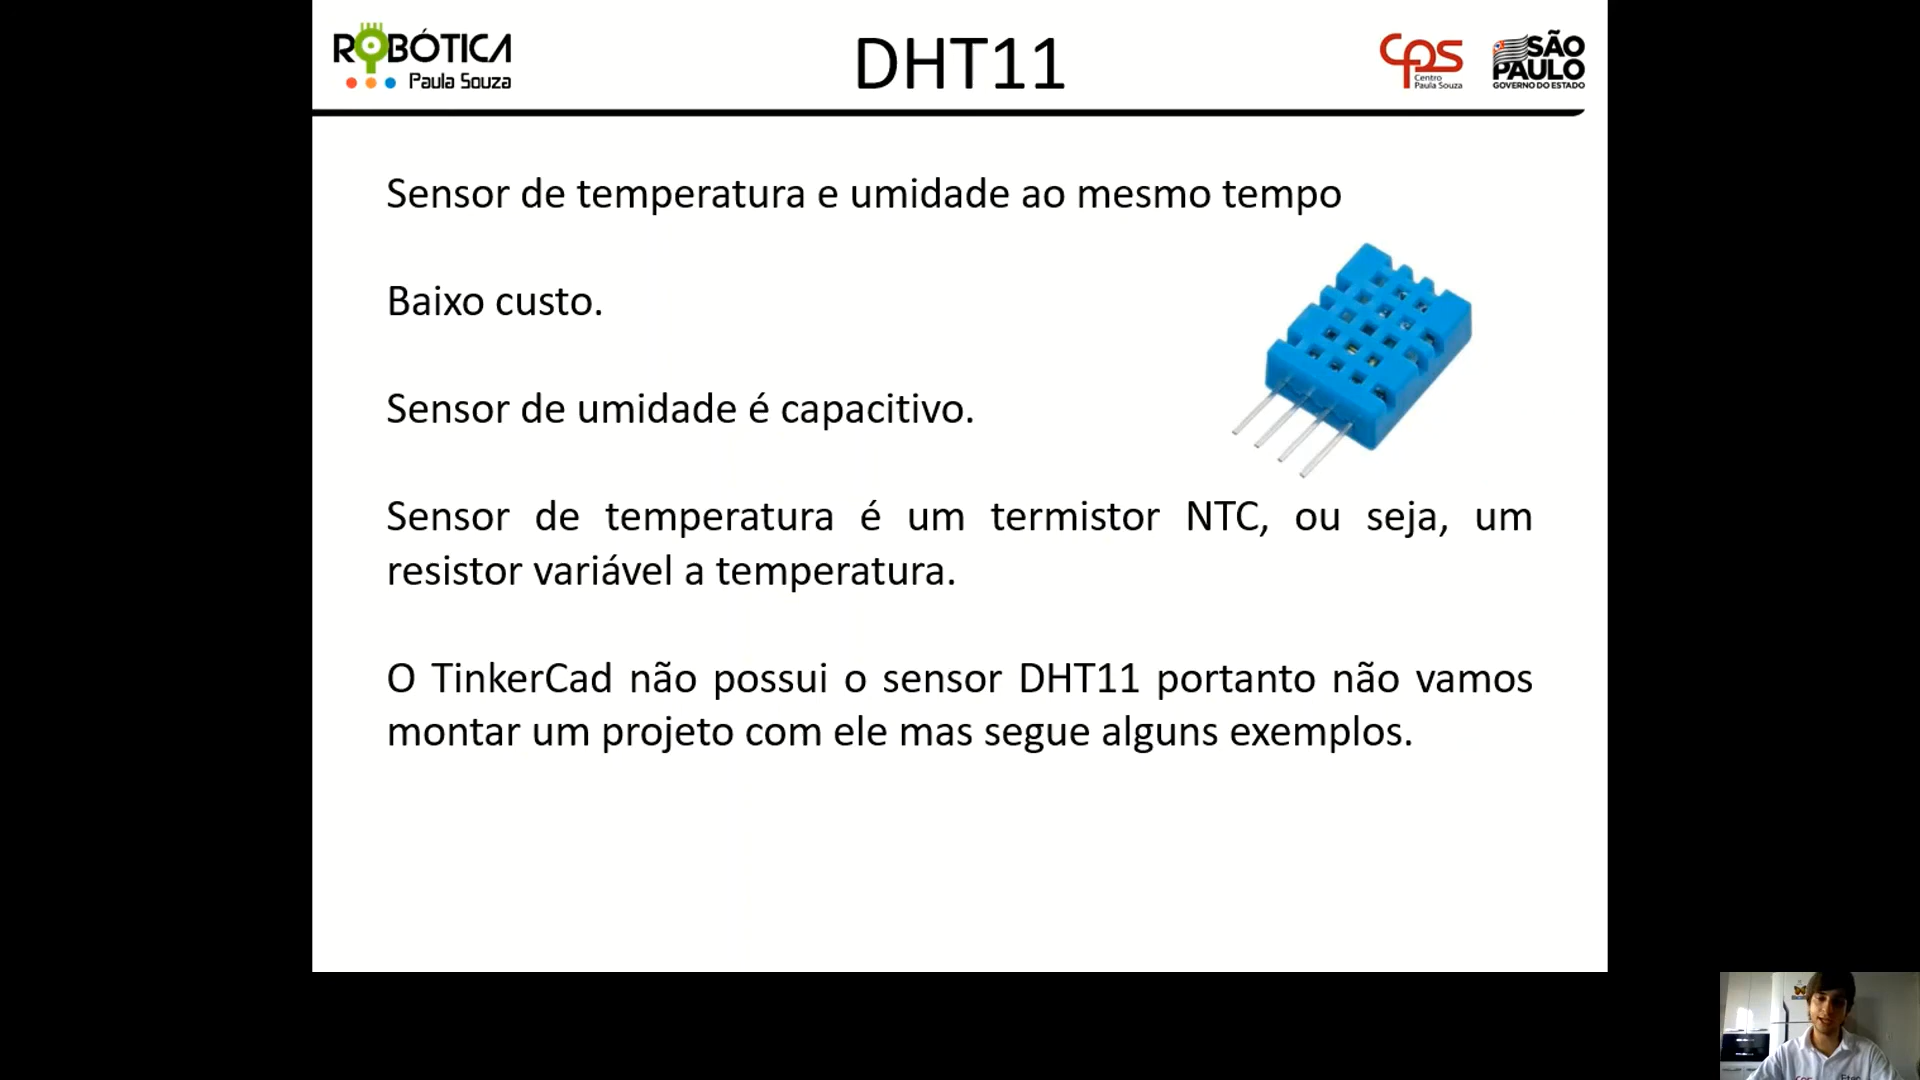 ROBÓTICA
Paula Souza
DHT11
CPS
Centro
Paula Souza
SÃO
PAULO
GOVERNO DO ESTADO
Sensor de temperatura e umidade ao mesmo tempo
Baixo custo.
Sensor de umidade é capacitivo.
Sensor de temperatura é um termistor NTC, ou seja, um
resistor variável a temperatura.
O TinkerCad não possui o sensor DHT11 portanto não vamos
montar um projeto com ele mas segue alguns exemplos.